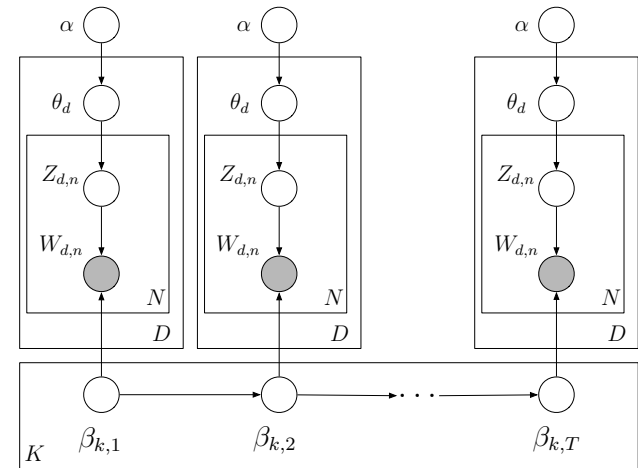 α α α
θ_d θ_d θ_d
Z_{d,n} Z_{d,n} Z_{d,n}
W_{d,n} W_{d,n} W_{d,n}
N N N
D D D
β_{k,1} β_{k,2} · · · β_{k,T}
K